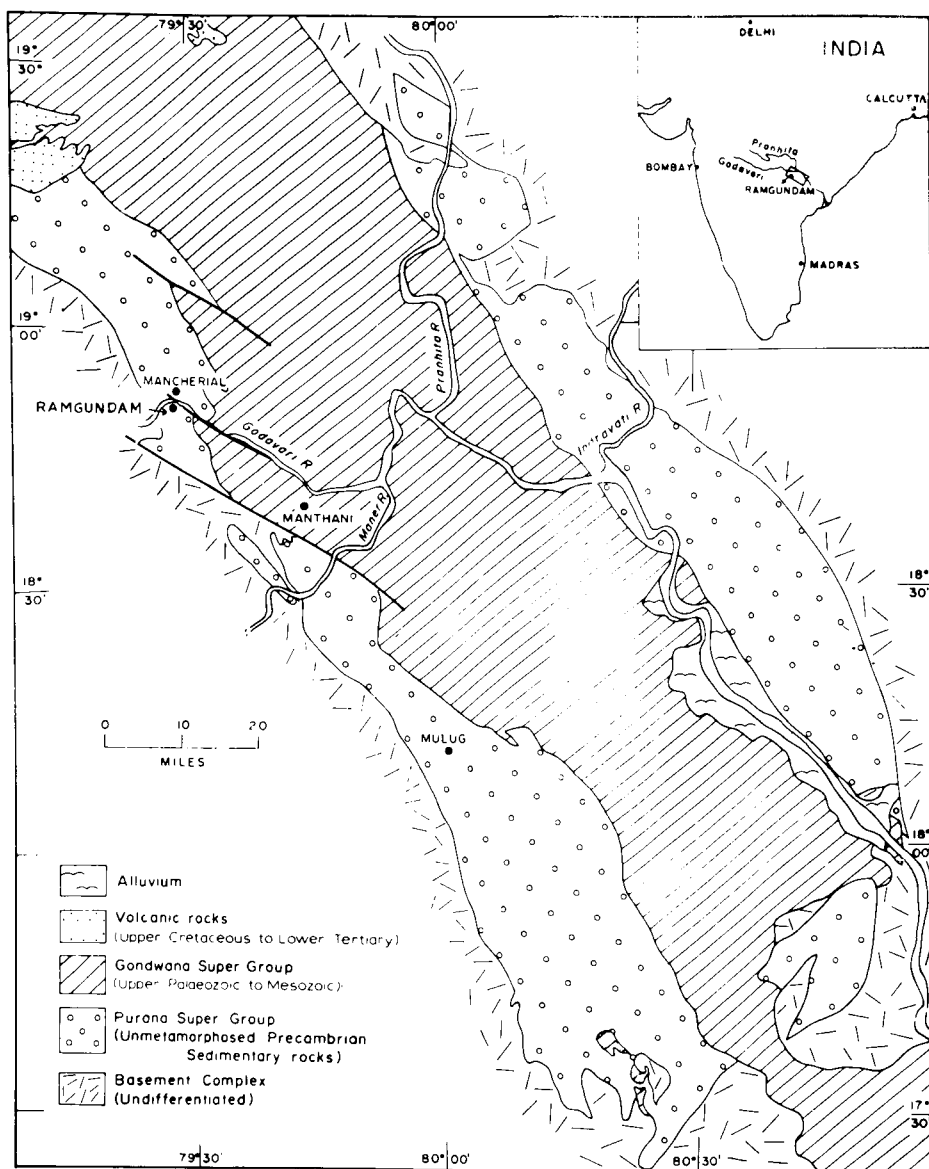 79° 30'
80° 00'
19°
30'
DELHI
INDIA
CALCUTTA
Pranhita
Godavari
BOMBAY
RAMGUNDAM
MADRAS
19°
00'
Pranhita R
MANCHERIAL
RAMGUNDAM
Godavari R
Indravati R
MANTHANI
Maner R.
18°
30'
18°
30'
0 10 20
MILES
MULUG
18°
00'
Alluvium
Volcanic rocks
(Upper Cretaceous to Lower Tertiary)
Gondwana Super Group
(Upper Palaeozoic to Mesozoic)
Purana Super Group
(Unmetamorphosed Precambrian
Sedimentary rocks)
Basement Complex
(Undifferentiated)
17°
30'
79° 30'
80° 00'
80° 30'